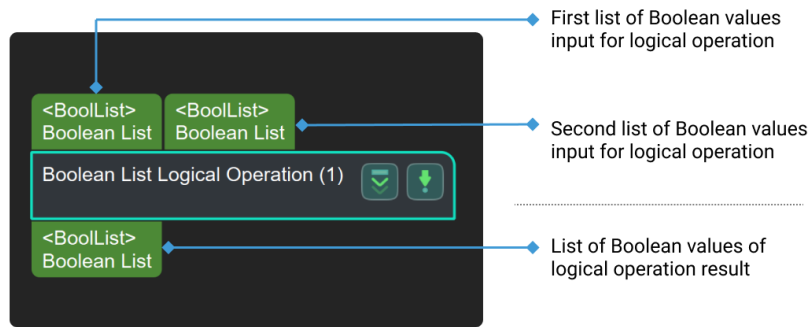 First list of Boolean values
input for logical operation
<BoolList>
Boolean List
<BoolList>
Boolean List
Second list of Boolean values
input for logical operation
Boolean List Logical Operation (1)
<BoolList>
Boolean List
List of Boolean values of
logical operation result